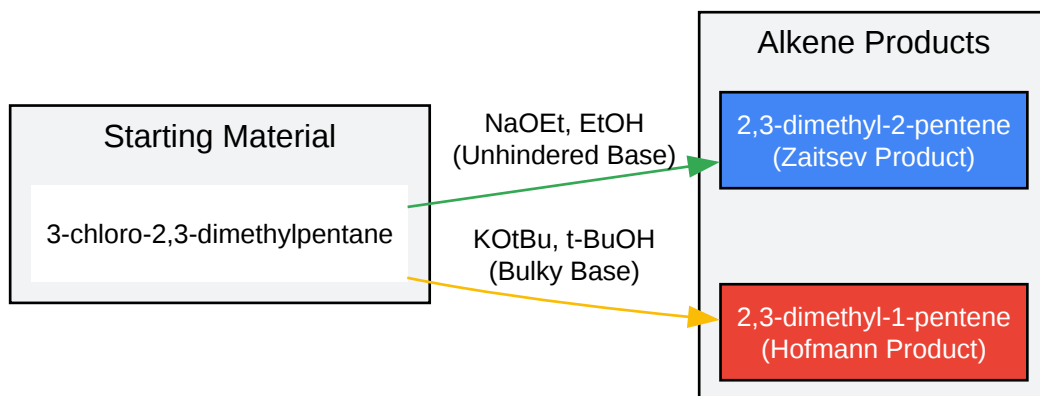 Alkene Products
Starting Material
3-chloro-2,3-dimethylpentane
NaOEt, EtOH
(Unhindered Base)
KOtBu, t-BuOH
(Bulky Base)
2,3-dimethyl-2-pentene
(Zaitsev Product)
2,3-dimethyl-1-pentene
(Hofmann Product)